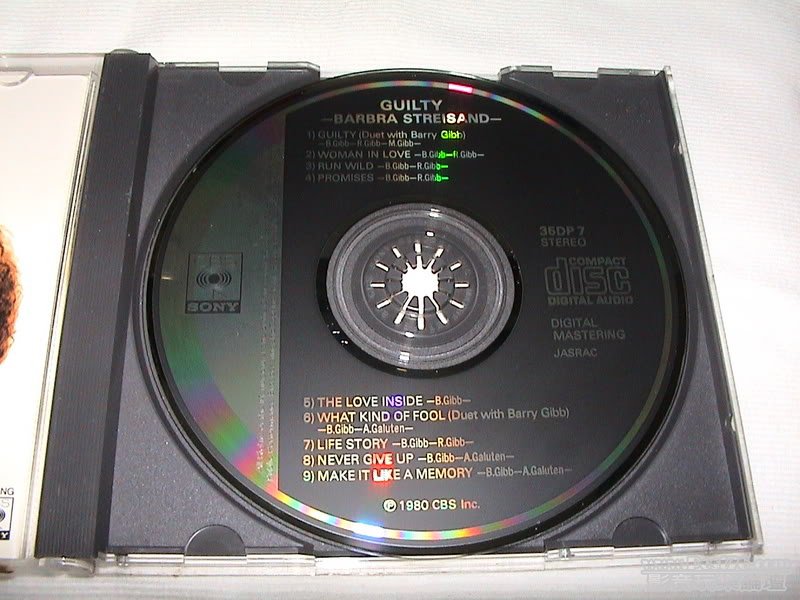 GUILTY
—BARBRA STREISAND—
1) GUILTY (Duet with Barry Gibb)
—B.Gibb—R.Gibb—M.Gibb—
2) WOMAN IN LOVE —B.Gibb—R.Gibb—
3) RUN WILD —B.Gibb—R.Gibb—
4) PROMISES —B.Gibb—R.Gibb—
35DP 7
STEREO
COMPACT
disc
DIGITAL AUDIO
DIGITAL
MASTERING
JASRAC
CBS
SONY
5) THE LOVE INSIDE —B.Gibb—
6) WHAT KIND OF FOOL (Duet with Barry Gibb)
—B.Gibb—A.Galuten—
7) LIFE STORY —B.Gibb—R.Gibb—
8) NEVER GIVE UP —B.Gibb—A.Galuten—
9) MAKE IT LIKE A MEMORY —B.Gibb—A.Galuten—
Ⓟ 1980 CBS Inc.